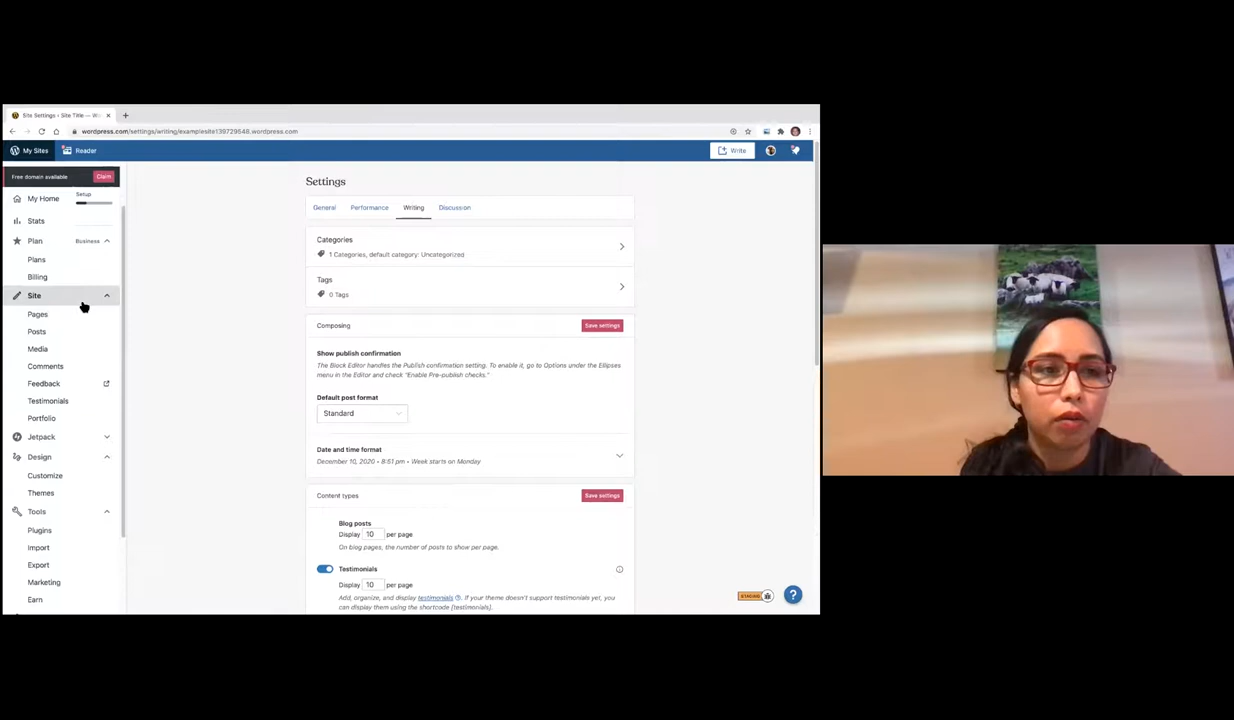 Site Settings › Site Title — W
wordpress.com/settings/writing/examplesite139729648.wordpress.com
My Sites
Reader
Write
Free domain available
Claim
My Home
Setup
Stats
Plan
Business
Plans
Billing
Site
Pages
Posts
Media
Comments
Feedback
Testimonials
Portfolio
Jetpack
Design
Customize
Themes
Tools
Plugins
Import
Export
Marketing
Earn
Settings
General
Performance
Writing
Discussion
Categories
1 Categories, default category: Uncategorized
Tags
0 Tags
Composing
Save settings
Show publish confirmation
The Block Editor handles the Publish confirmation setting. To enable it, go to Options under the Ellipses
menu in the Editor and check "Enable Pre-publish checks."
Default post format
Standard
Date and time format
December 10, 2020 • 8:51 pm • Week starts on Monday
Content types
Save settings
Blog posts
Display 10 per page
On blog pages, the number of posts to show per page.
Testimonials
Display 10 per page
Add, organize, and display testimonials. If your theme doesn't support testimonials yet, you
can display them using the shortcode [testimonials].
STAGING
?